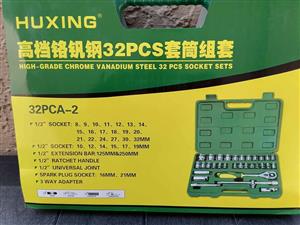 HUXING
高档铬钒钢32PCS套筒组套
HIGH-GRADE CHROME VANADIUM STEEL 32 PCS SOCKET SETS
32PCA-2
1/2" SOCKET: 8、9、10、11、12、13、14、
15、16、17、18、19、20、
21、22、24、27、30、32MM
1/2" SOCKET: 10、12、14、15、17、19MM
1/2" EXTENSION BAR:125MM&250MM
1/2" RATCHET HANDLE
1/2" UNIVERSAL JOINT
SPARK PLUG SOCKET: 16MM、21MM
3 WAY ADAPTER